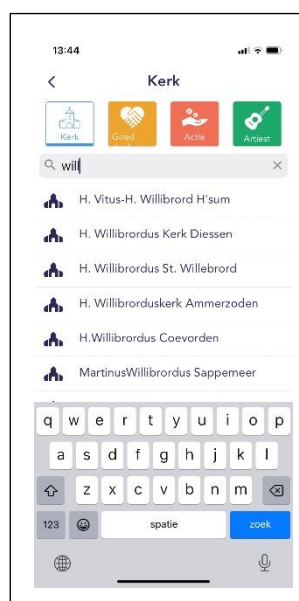 13:44
Kerk
Kerk
Goed
Actie
Artiest
will
H. Vitus-H. Willibrord H'sum
H. Willibrordus Kerk Diessen
H. Willibrordus St. Willebrord
H. Willibrorduskerk Ammerzoden
H.Willibrordus Coevorden
MartinusWillibrordus Sappemeer
q w e r t y u i o p
a s d f g h j k l
z x c v b n m
123 spatie zoek